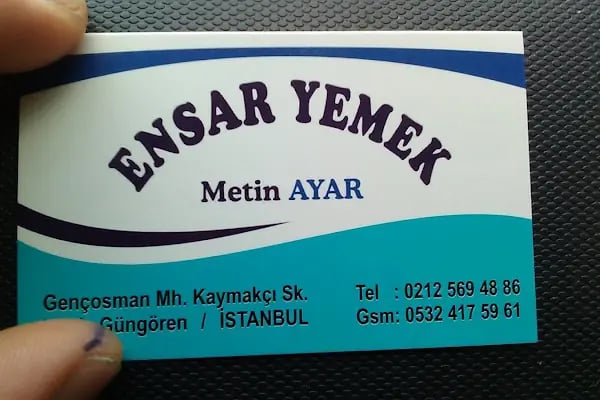 ENSAR YEMEK
Metin AYAR
Gençosman Mh. Kaymakçı Sk.
Güngören / İSTANBUL
Tel : 0212 569 48 86
Gsm: 0532 417 59 61